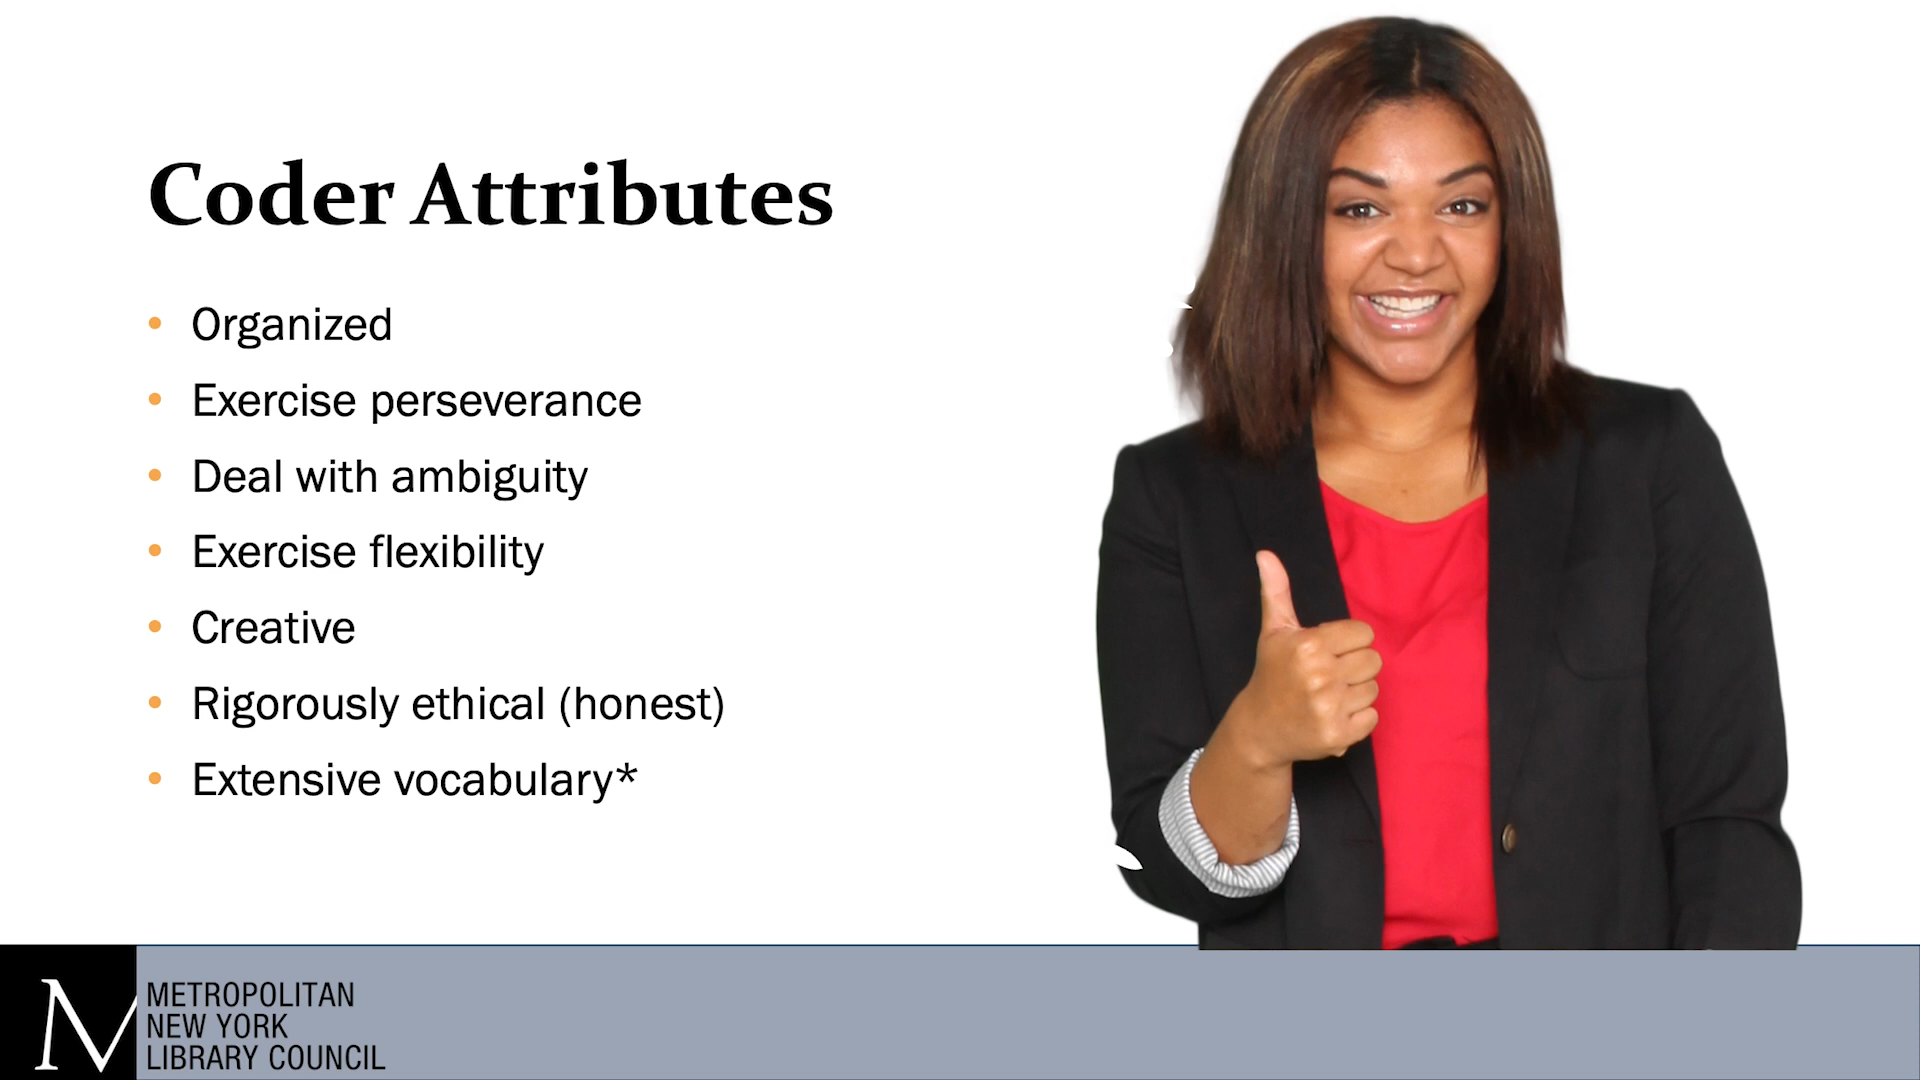 Coder Attributes
• Organized
• Exercise perseverance
• Deal with ambiguity
• Exercise flexibility
• Creative
• Rigorously ethical (honest)
• Extensive vocabulary*
M
METROPOLITAN
NEW YORK
LIBRARY COUNCIL